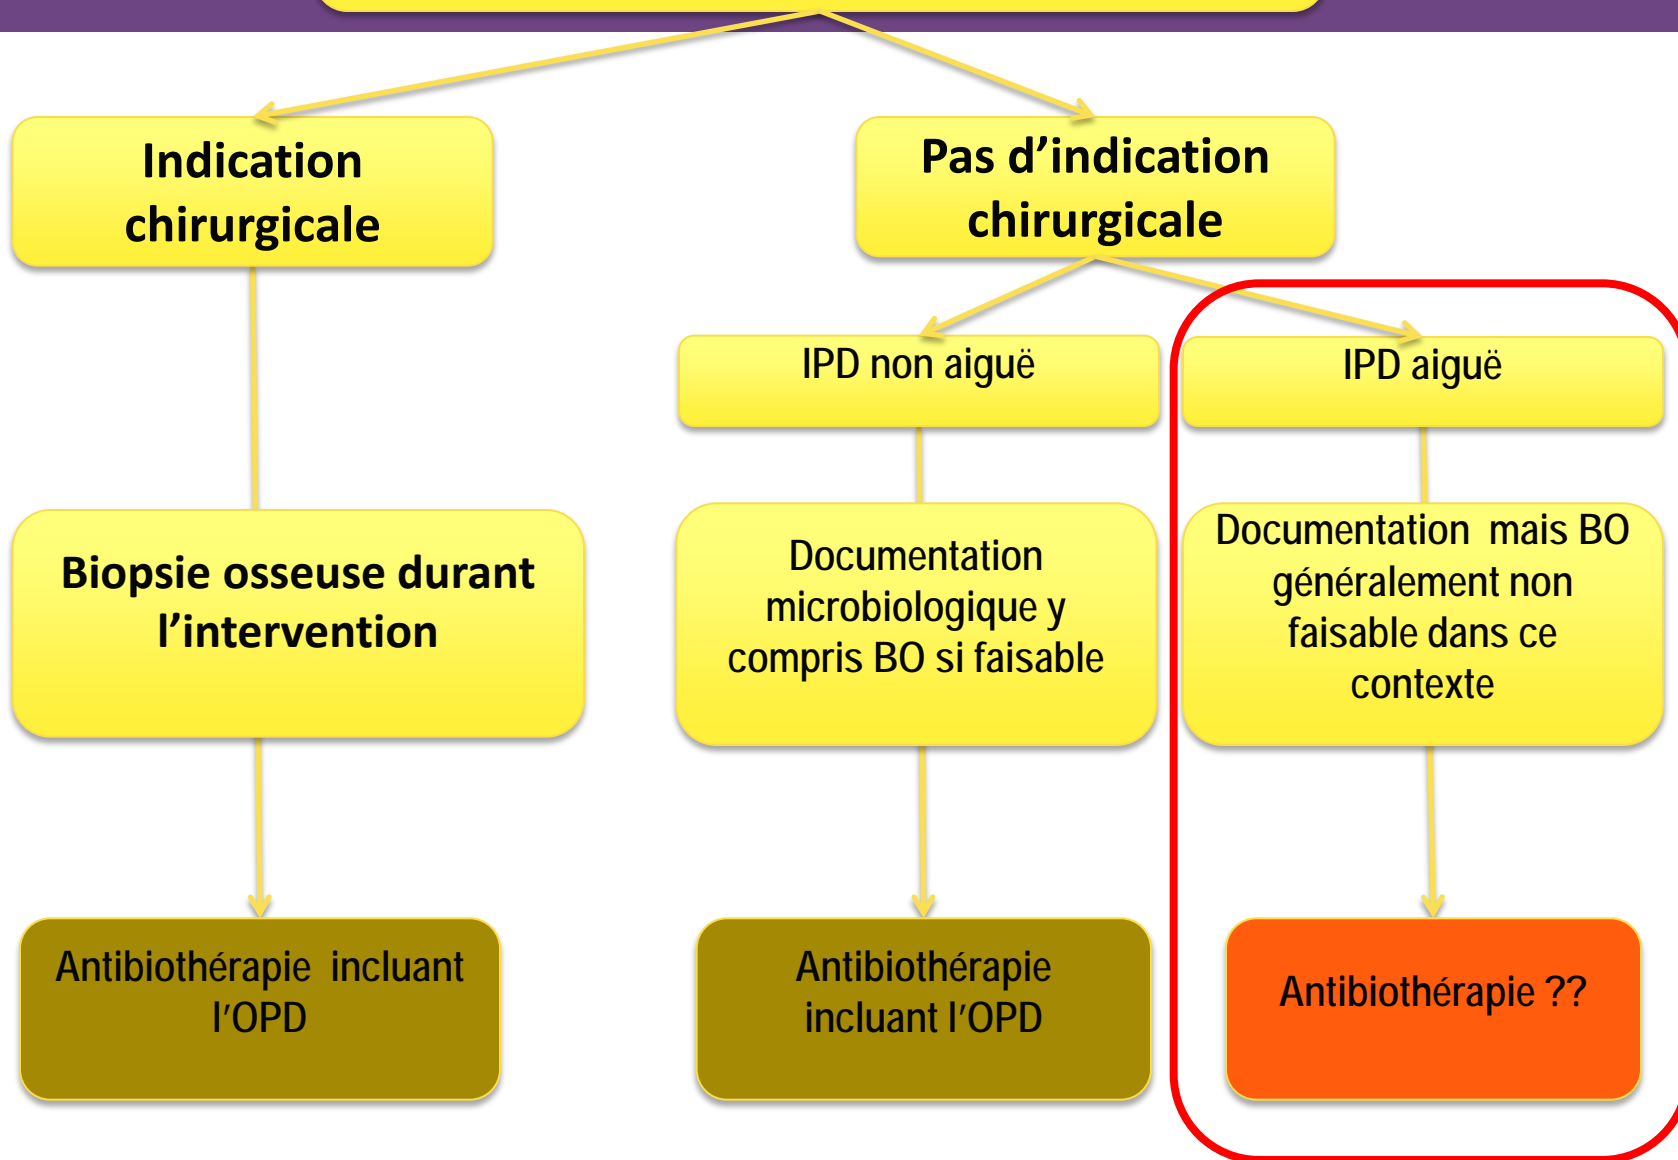 Indication
chirurgicale
Pas d’indication
chirurgicale
IPD non aiguë
IPD aiguë
Biopsie osseuse durant
l’intervention
Documentation
microbiologique y
compris BO si faisable
Documentation mais BO
généralement non
faisable dans ce
contexte
Antibiothérapie incluant
l’OPD
Antibiothérapie
incluant l’OPD
Antibiothérapie ??